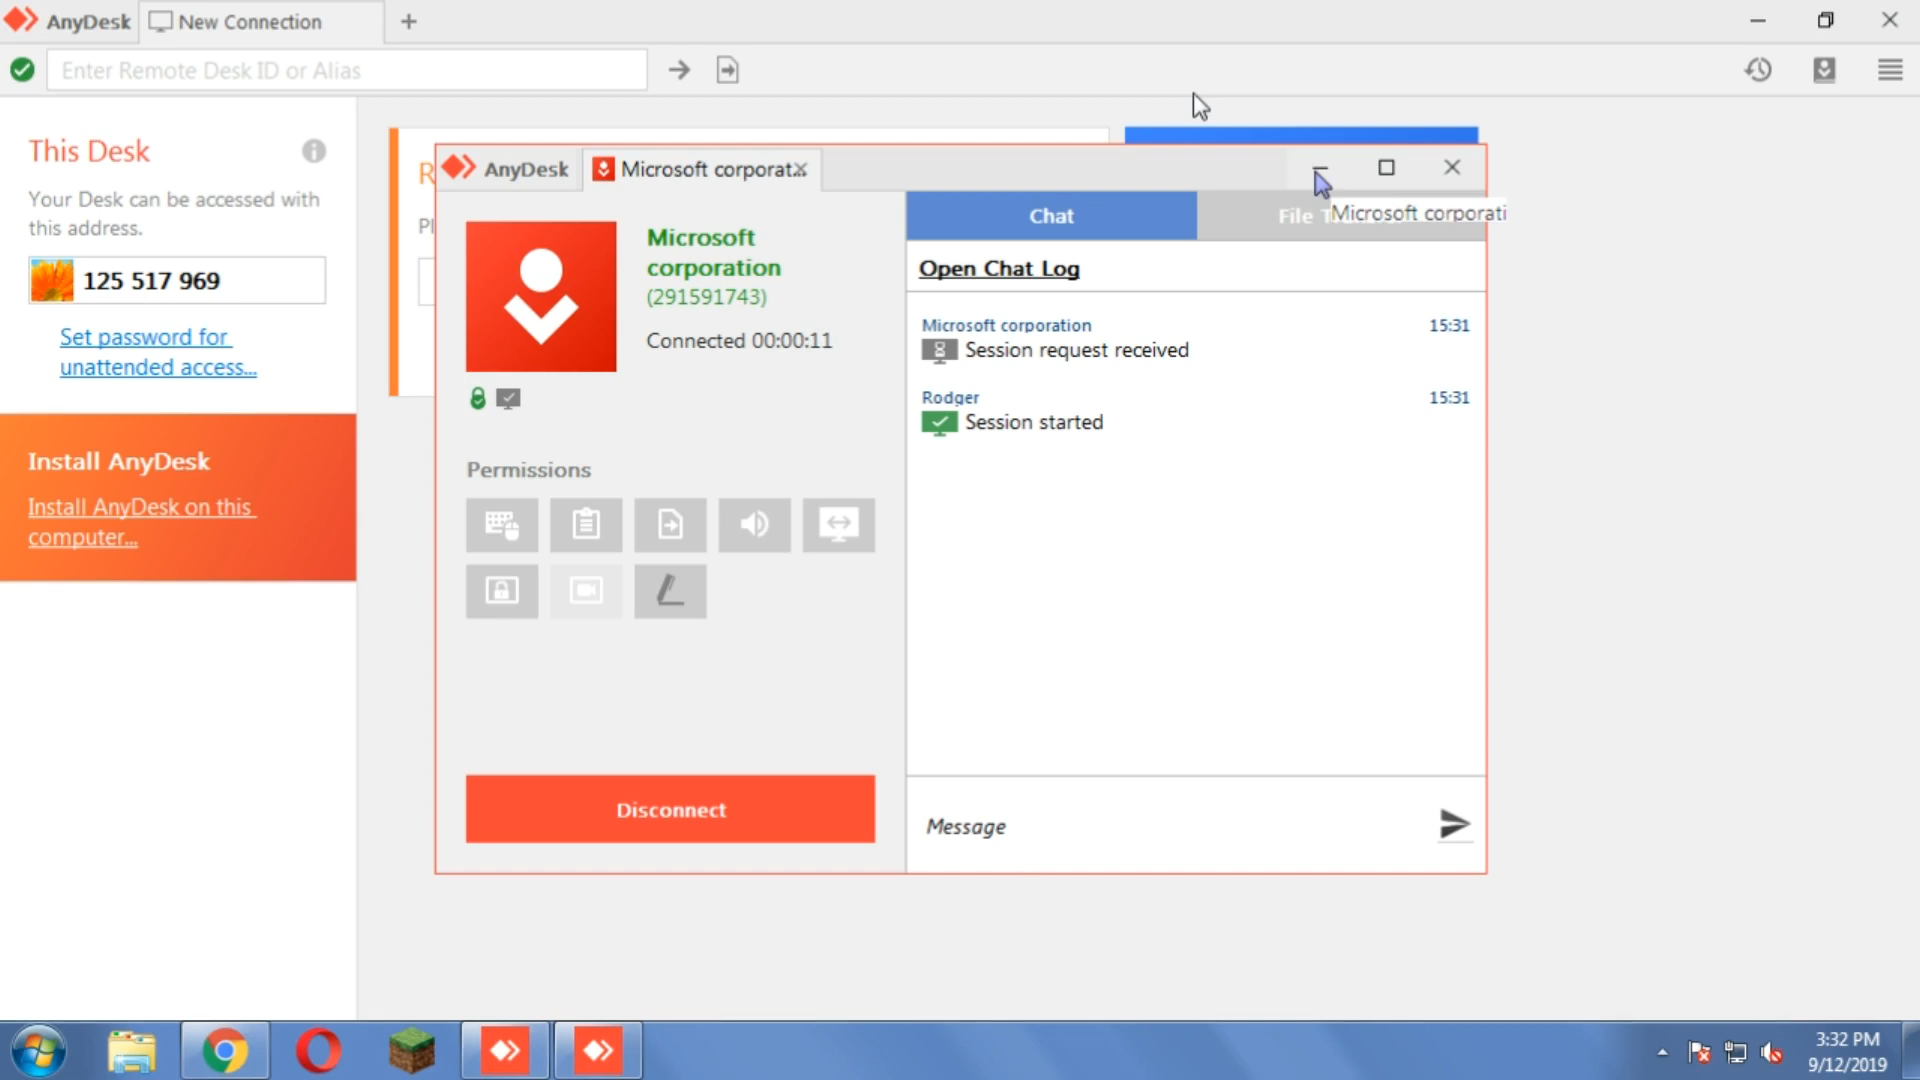 AnyDesk
New Connection
Enter Remote Desk ID or Alias
This Desk
Your Desk can be accessed with
this address.
125 517 969
Set password for
unattended access...
Install AnyDesk
Install AnyDesk on this
computer...
AnyDesk
Microsoft corporat
Microsoft
corporation
(291591743)
Connected 00:00:11
Permissions
Disconnect
Chat
File T
Microsoft corporati
Open Chat Log
Microsoft corporation 15:31
Session request received
Rodger 15:31
Session started
Message
3:32 PM
9/12/2019